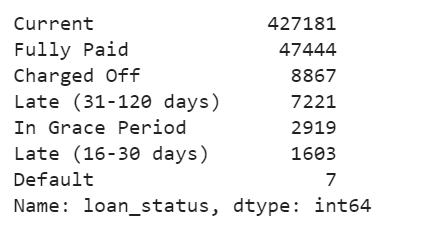 Current 427181
Fully Paid 47444
Charged Off 8867
Late (31-120 days) 7221
In Grace Period 2919
Late (16-30 days) 1603
Default 7
Name: loan_status, dtype: int64